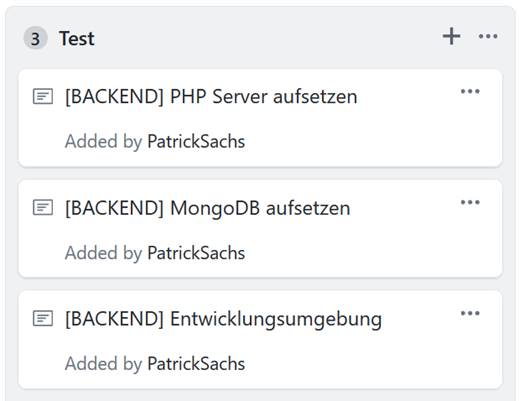 3 Test
[BACKEND] PHP Server aufsetzen
Added by PatrickSachs
[BACKEND] MongoDB aufsetzen
Added by PatrickSachs
[BACKEND] Entwicklungsumgebung
Added by PatrickSachs